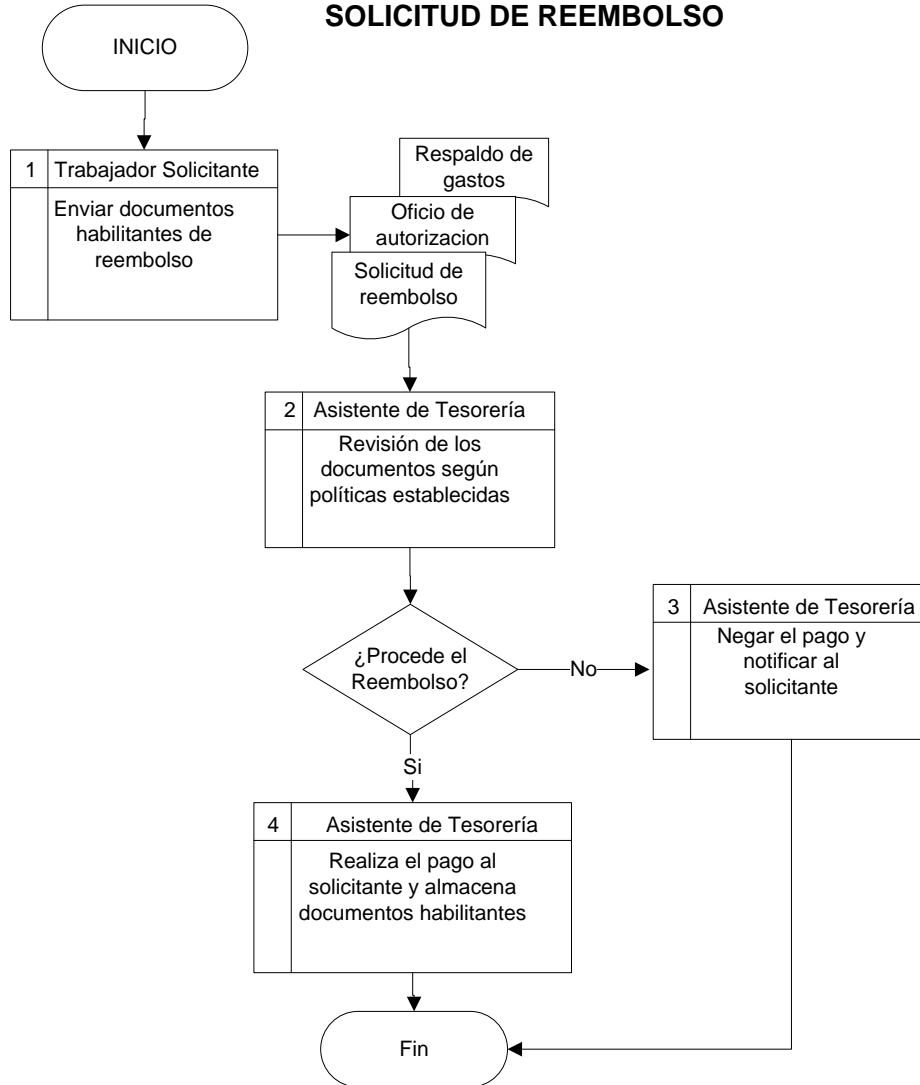 SOLICITUD DE REEMBOLSO
INICIO
1 Trabajador Solicitante
Enviar documentos
habilitantes de
reembolso
Respaldo de
gastos
Oficio de
autorizacion
Solicitud de
reembolso
2 Asistente de Tesorería
Revisión de los
documentos según
políticas establecidas
¿Procede el
Reembolso?
No
3 Asistente de Tesorería
Negar el pago y
notificar al
solicitante
Si
4 Asistente de Tesorería
Realiza el pago al
solicitante y almacena
documentos habilitantes
Fin